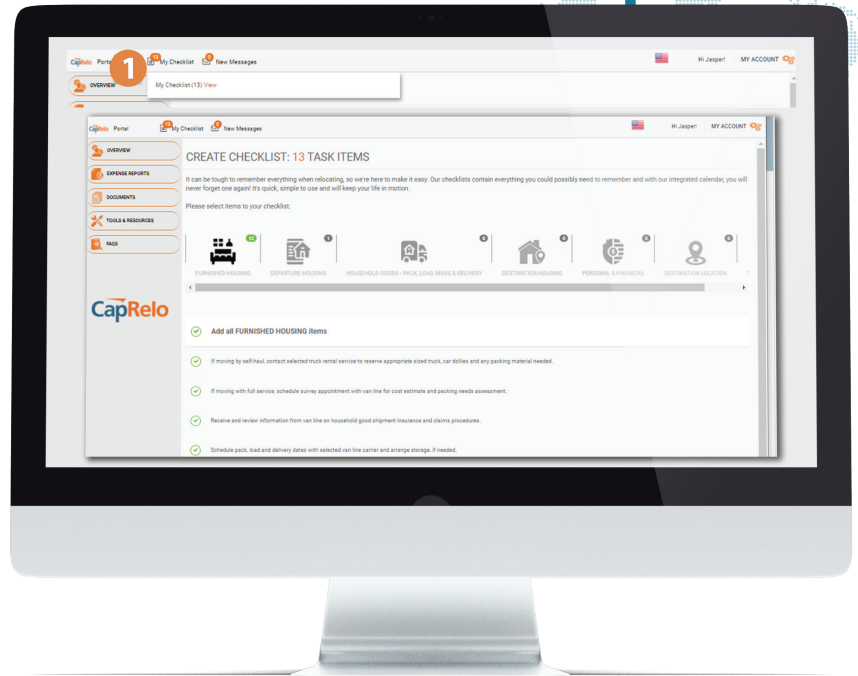 CapRelo Portal
1
13
My Checklist
0
New Messages
Hi Jasper!
MY ACCOUNT
OVERVIEW
My Checklist (13) View
CapRelo Portal
13
My Checklist
0
New Messages
Hi Jasper!
MY ACCOUNT
OVERVIEW
EXPENSE REPORTS
DOCUMENTS
TOOLS & RESOURCES
FAQS
CapRelo
CREATE CHECKLIST: 13 TASK ITEMS
It can be tough to remember everything when relocating, so we're here to make it easy. Our checklists contain everything you could possibly need to remember and with our integrated calendar, you will
never forget one again! It's quick, simple to use and will keep your life in motion.
Please select items to your checklist:
FURNISHED HOUSING
DEPARTURE HOUSING
HOUSEHOLD GOODS - PACK, LOAD, MOVE & DELIVERY
DESTINATION HOUSING
PERSONAL & FINANCIAL
DESTINATION LOCATION
Add all FURNISHED HOUSING items
If moving by self-haul, contact selected truck rental service to reserve appropriate sized truck, car dollies and any packing material needed.
If moving with full service, schedule survey appointment with van line for cost estimate and packing needs assessment.
Receive and review information from van line on household good shipment insurance and claims procedures.
Schedule pack, load and delivery dates with selected van line carrier and arrange storage, if needed.